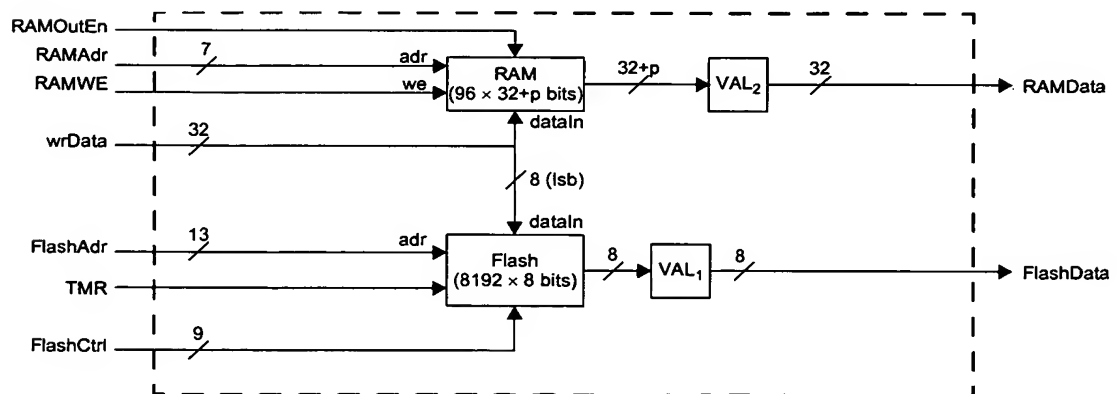 RAMOutEn
RAMAdr
7
adr
RAMWE
we
RAM
(96 × 32+p bits)
32+p
VAL2
32
RAMData
dataIn
wrData
32
8 (lsb)
dataIn
FlashAdr
13
adr
Flash
(8192 × 8 bits)
8
VAL1
8
FlashData
TMR
FlashCtrl
9